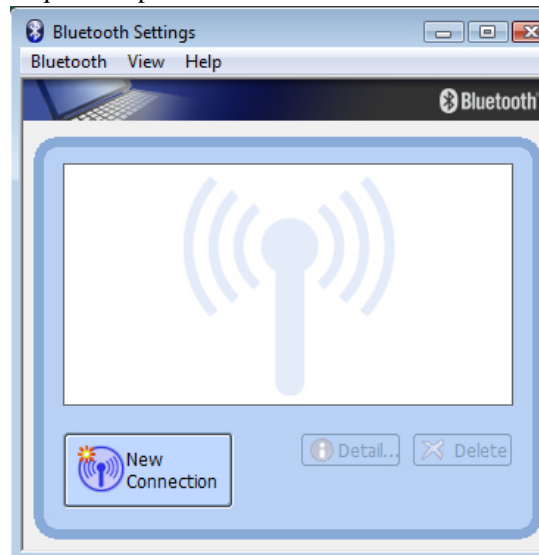 Bluetooth Settings
Bluetooth View Help
Bluetooth
New
Connection
Detail...
Delete